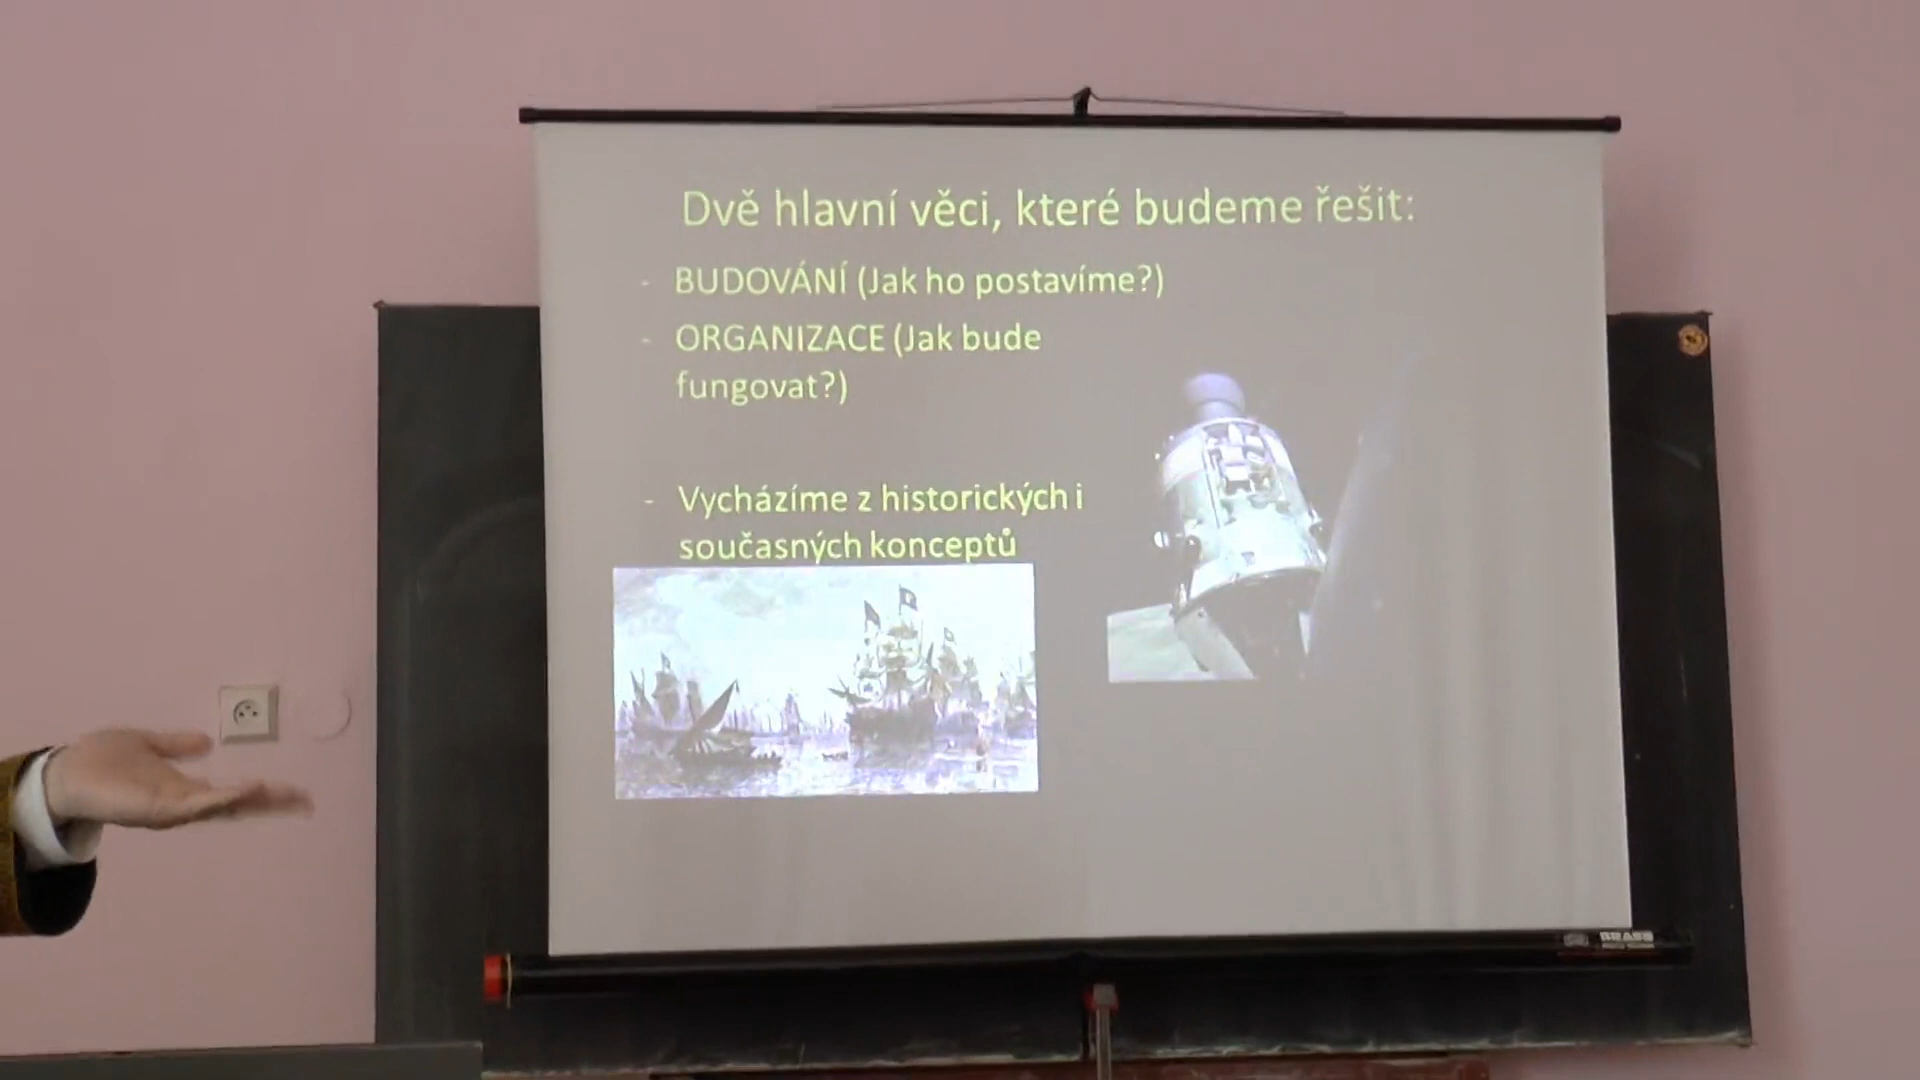 Dvě hlavní věci, které budeme řešit:
- BUDOVÁNÍ (Jak ho postavíme?)
- ORGANIZACE (Jak bude
fungovat?)
- Vycházíme z historických i
současných konceptů